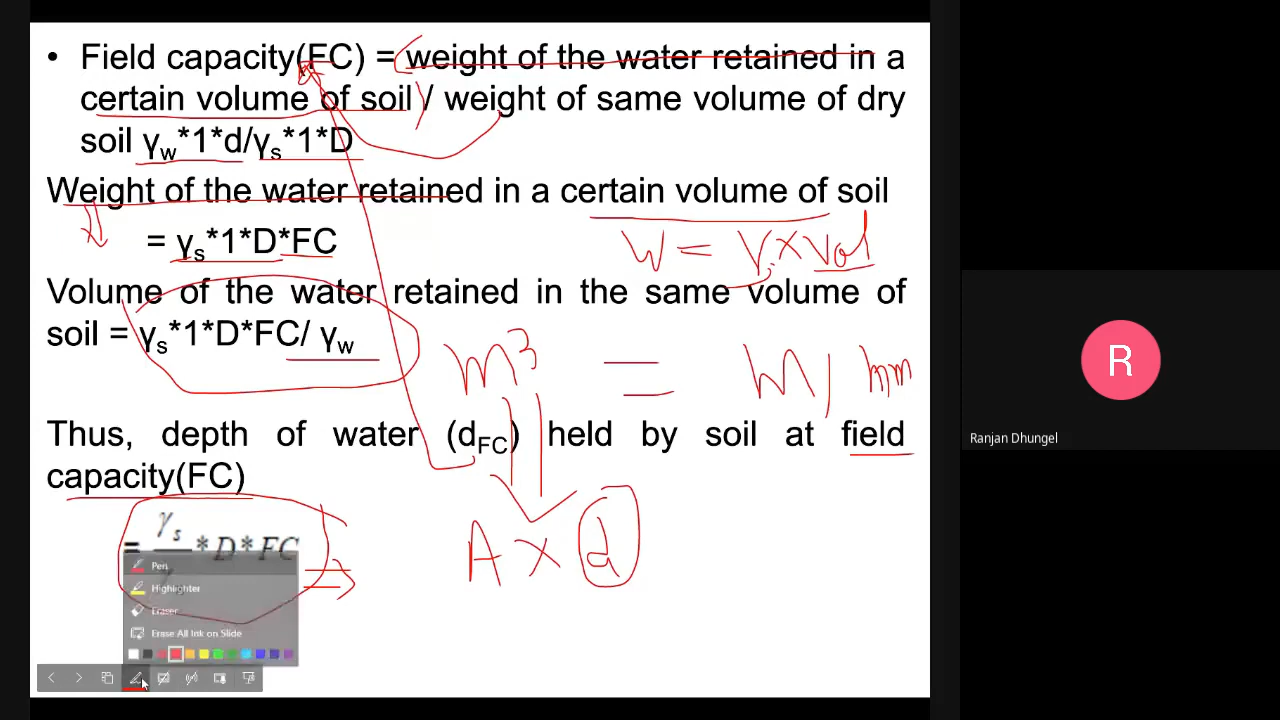 • Field capacity(FC) = weight of the water retained in a
certain volume of soil / weight of same volume of dry
soil γw*1*d/γs*1*D
Weight of the water retained in a certain volume of soil
= γs*1*D*FC
W = γ × Vol
Volume of the water retained in the same volume of
soil = γs*1*D*FC/ γw
m³ = m, mm
Thus, depth of water (dFC) held by soil at field
capacity(FC)
= γs *D*FC
A × d
Pen
Highlighter
Eraser
Erase All Ink on Slide
R
Ranjan Dhungel